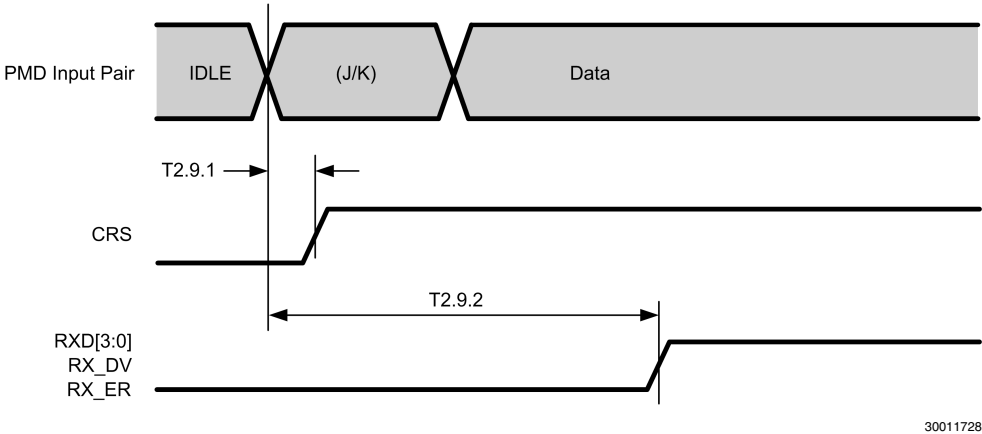 PMD Input Pair
IDLE
(J/K)
Data
T2.9.1
CRS
T2.9.2
RXD[3:0]
RX_DV
RX_ER
30011728